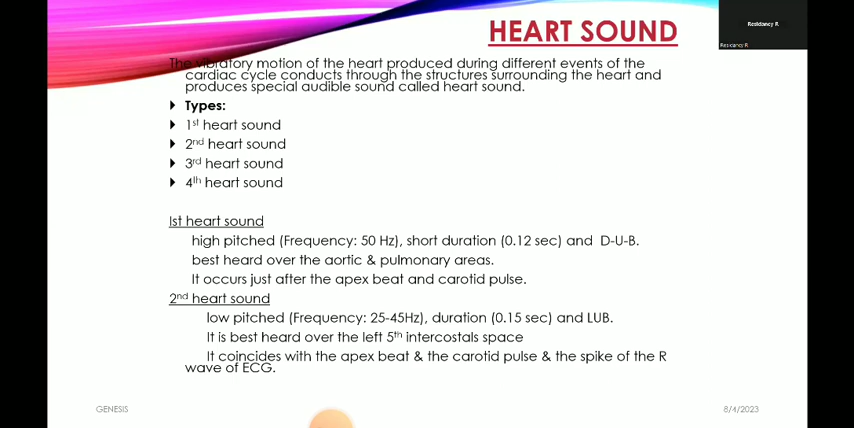 HEART SOUND
Residancy R.
Residancy R
The vibratory motion of the heart produced during different events of the
cardiac cycle conducts through the structures surrounding the heart and
produces special audible sound called heart sound.
Types:
1st heart sound
2nd heart sound
3rd heart sound
4th heart sound
Ist heart sound
high pitched (Frequency: 50 Hz), short duration (0.12 sec) and D-U-B.
best heard over the aortic & pulmonary areas.
It occurs just after the apex beat and carotid pulse.
2nd heart sound
low pitched (Frequency: 25-45Hz), duration (0.15 sec) and LUB.
It is best heard over the left 5th intercostals space
It coincides with the apex beat & the carotid pulse & the spike of the R
wave of ECG.
GENESIS
8/4/2023